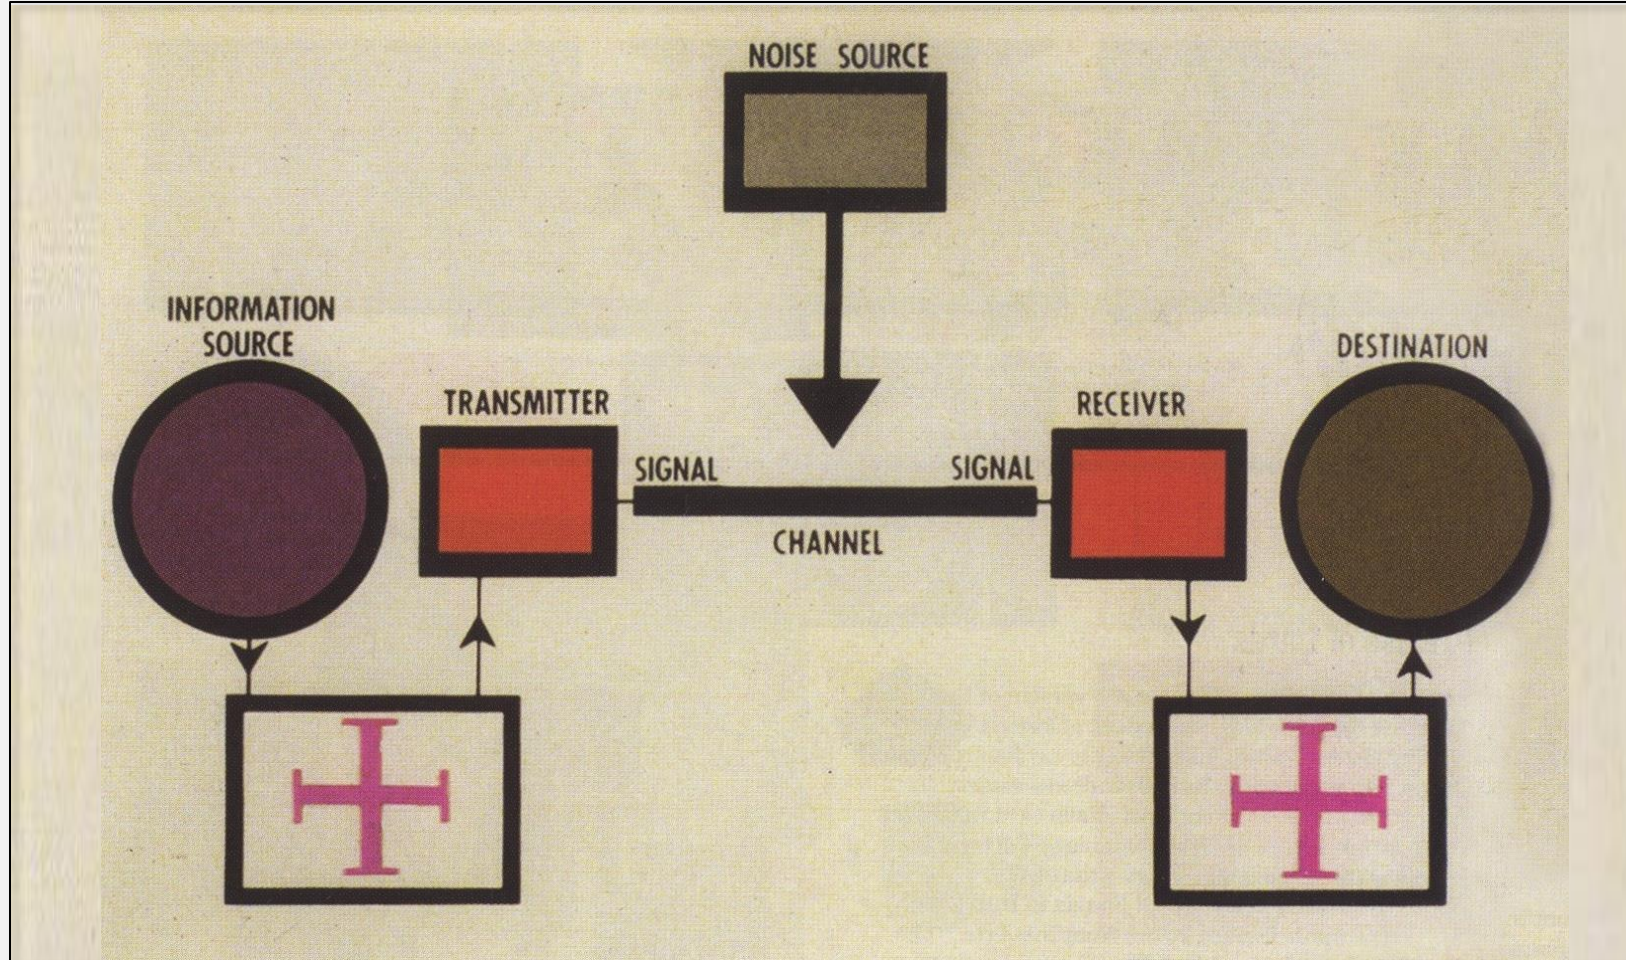 NOISE SOURCE
INFORMATION
SOURCE
DESTINATION
TRANSMITTER
RECEIVER
SIGNAL
SIGNAL
CHANNEL